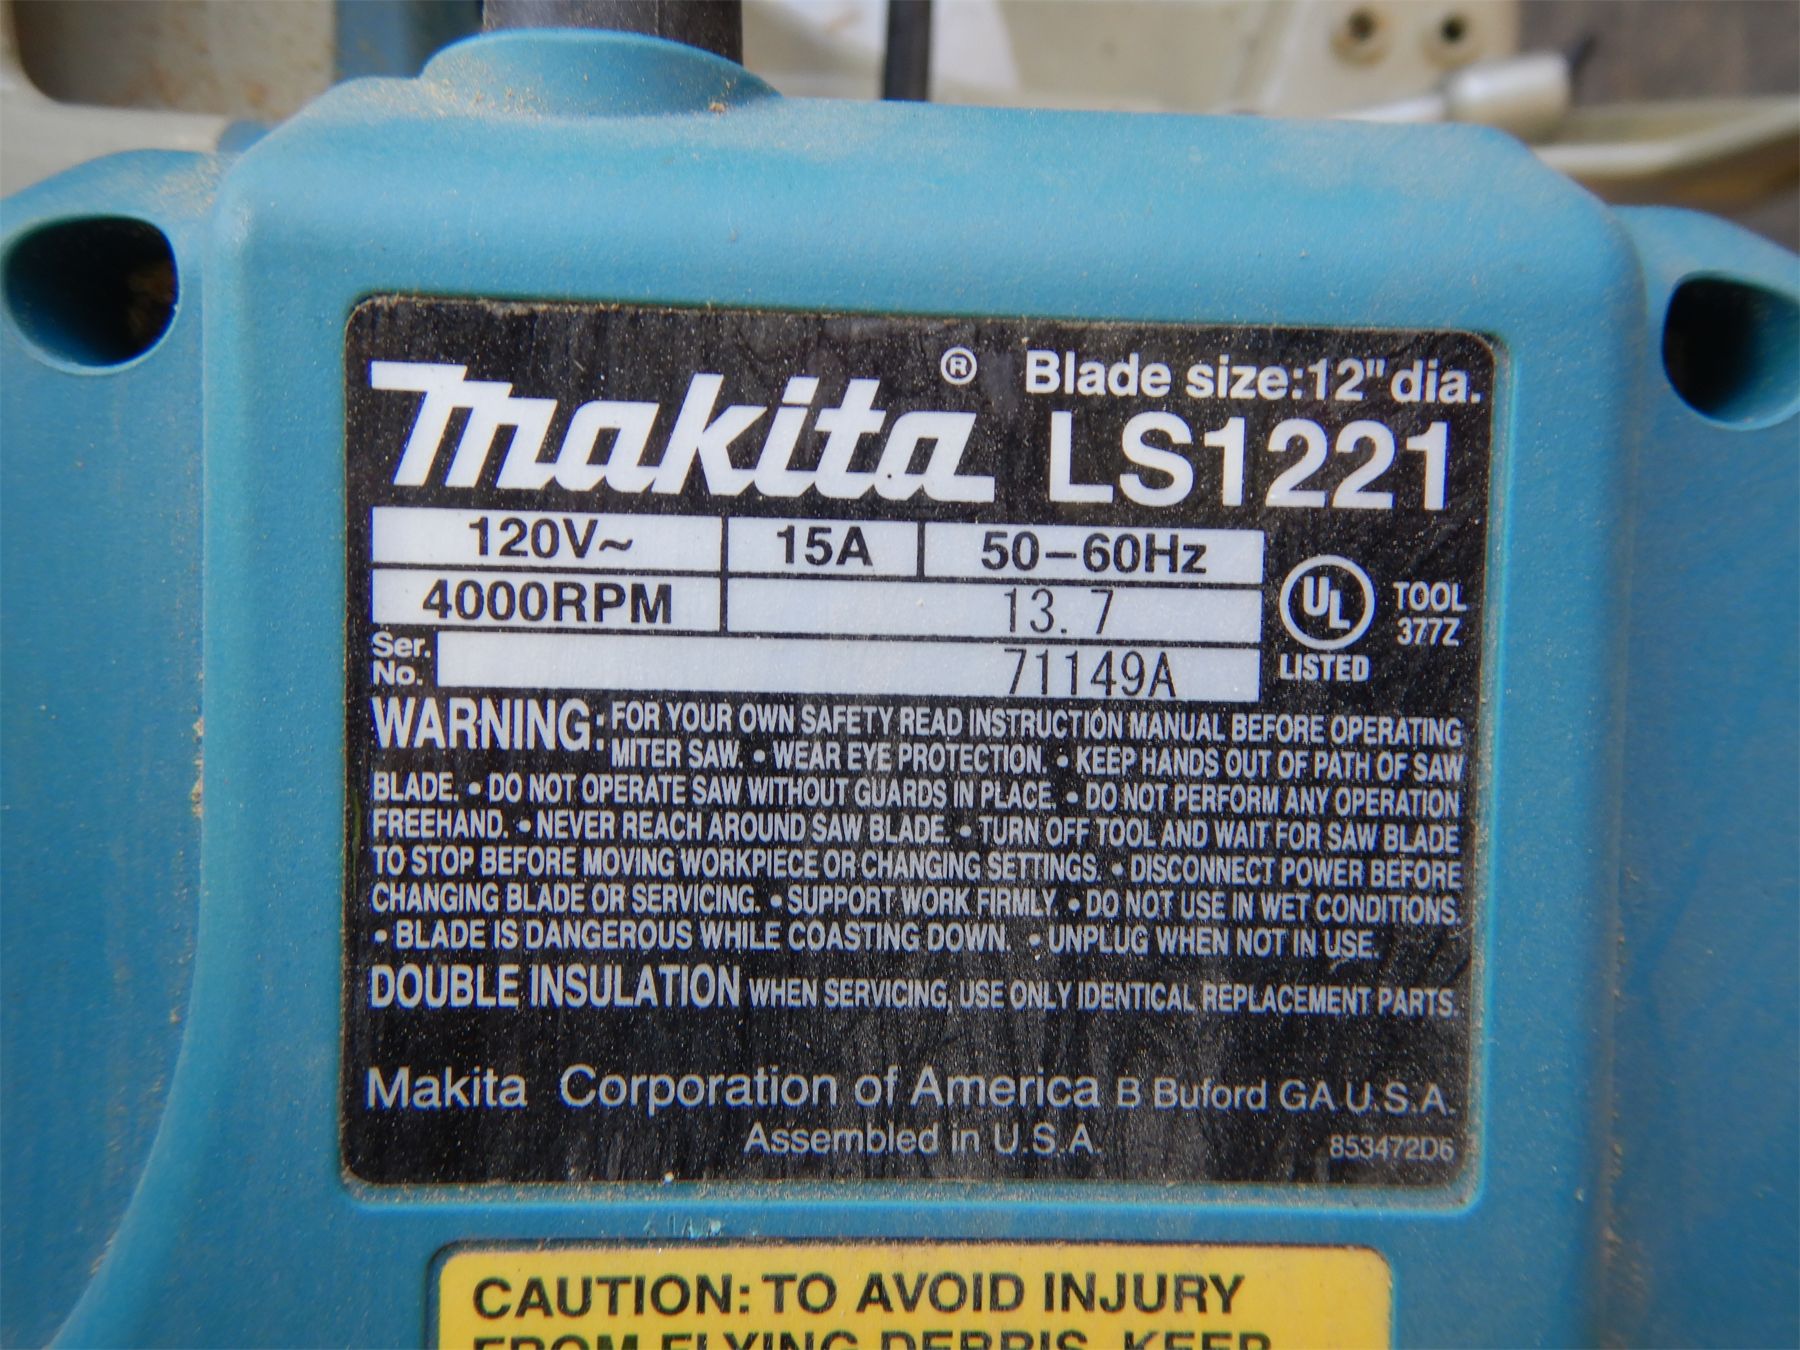 makita® Blade size:12" dia.
LS1221
120V~ 15A 50-60Hz
4000RPM 13.7
Ser. No. 71149A
UL LISTED TOOL 377Z
WARNING: FOR YOUR OWN SAFETY READ INSTRUCTION MANUAL BEFORE OPERATING
MITER SAW. • WEAR EYE PROTECTION. • KEEP HANDS OUT OF PATH OF SAW
BLADE. • DO NOT OPERATE SAW WITHOUT GUARDS IN PLACE. • DO NOT PERFORM ANY OPERATION
FREEHAND. • NEVER REACH AROUND SAW BLADE. • TURN OFF TOOL AND WAIT FOR SAW BLADE
TO STOP BEFORE MOVING WORKPIECE OR CHANGING SETTINGS. • DISCONNECT POWER BEFORE
CHANGING BLADE OR SERVICING. • SUPPORT WORK FIRMLY. • DO NOT USE IN WET CONDITIONS.
• BLADE IS DANGEROUS WHILE COASTING DOWN. • UNPLUG WHEN NOT IN USE.
DOUBLE INSULATION WHEN SERVICING, USE ONLY IDENTICAL REPLACEMENT PARTS.
Makita Corporation of America B Buford GA U.S.A.
Assembled in U.S.A. 853472D6
CAUTION: TO AVOID INJURY
FROM FLYING DEBRIS, KEEP